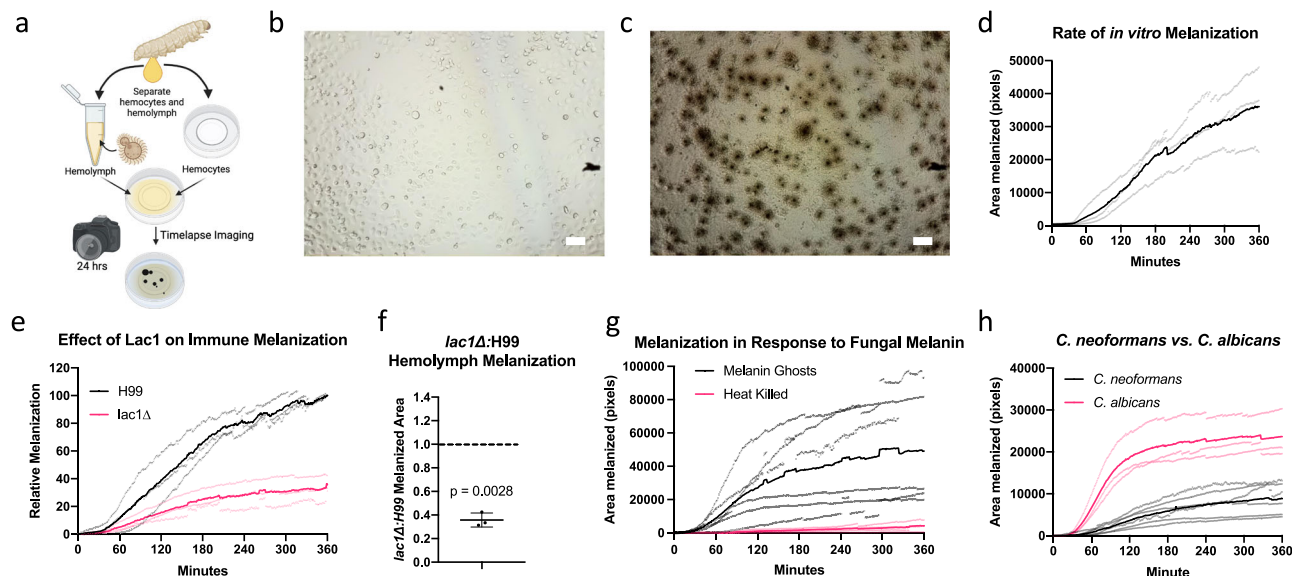 a
Separate
hemocytes and
hemolymph
Hemolymph
Hemocytes
Timelapse Imaging
24 hrs
b
c
d
Rate of in vitro Melanization
Area melanized (pixels)
50000
40000
30000
20000
10000
0
0 60 120 180 240 300 360
Minutes
e
Effect of Lac1 on Immune Melanization
Relative Melanization
120
100
80
60
40
20
0
H99
lac1Δ
0 60 120 180 240 300 360
Minutes
f
lac1Δ:H99
Hemolymph Melanization
lac1Δ:H99 Melanized Area
1.4
1.2
1.0
0.8
0.6
0.4
0.2
0.0
p = 0.0028
g
Melanization in Response to Fungal Melanin
Area melanized (pixels)
100000
80000
60000
40000
20000
0
Melanin Ghosts
Heat Killed
0 60 120 180 240 300 360
Minutes
h
C. neoformans vs. C. albicans
Area melanized (pixels)
40000
30000
20000
10000
0
C. neoformans
C. albicans
0 60 120 180 240 300 360
Minute